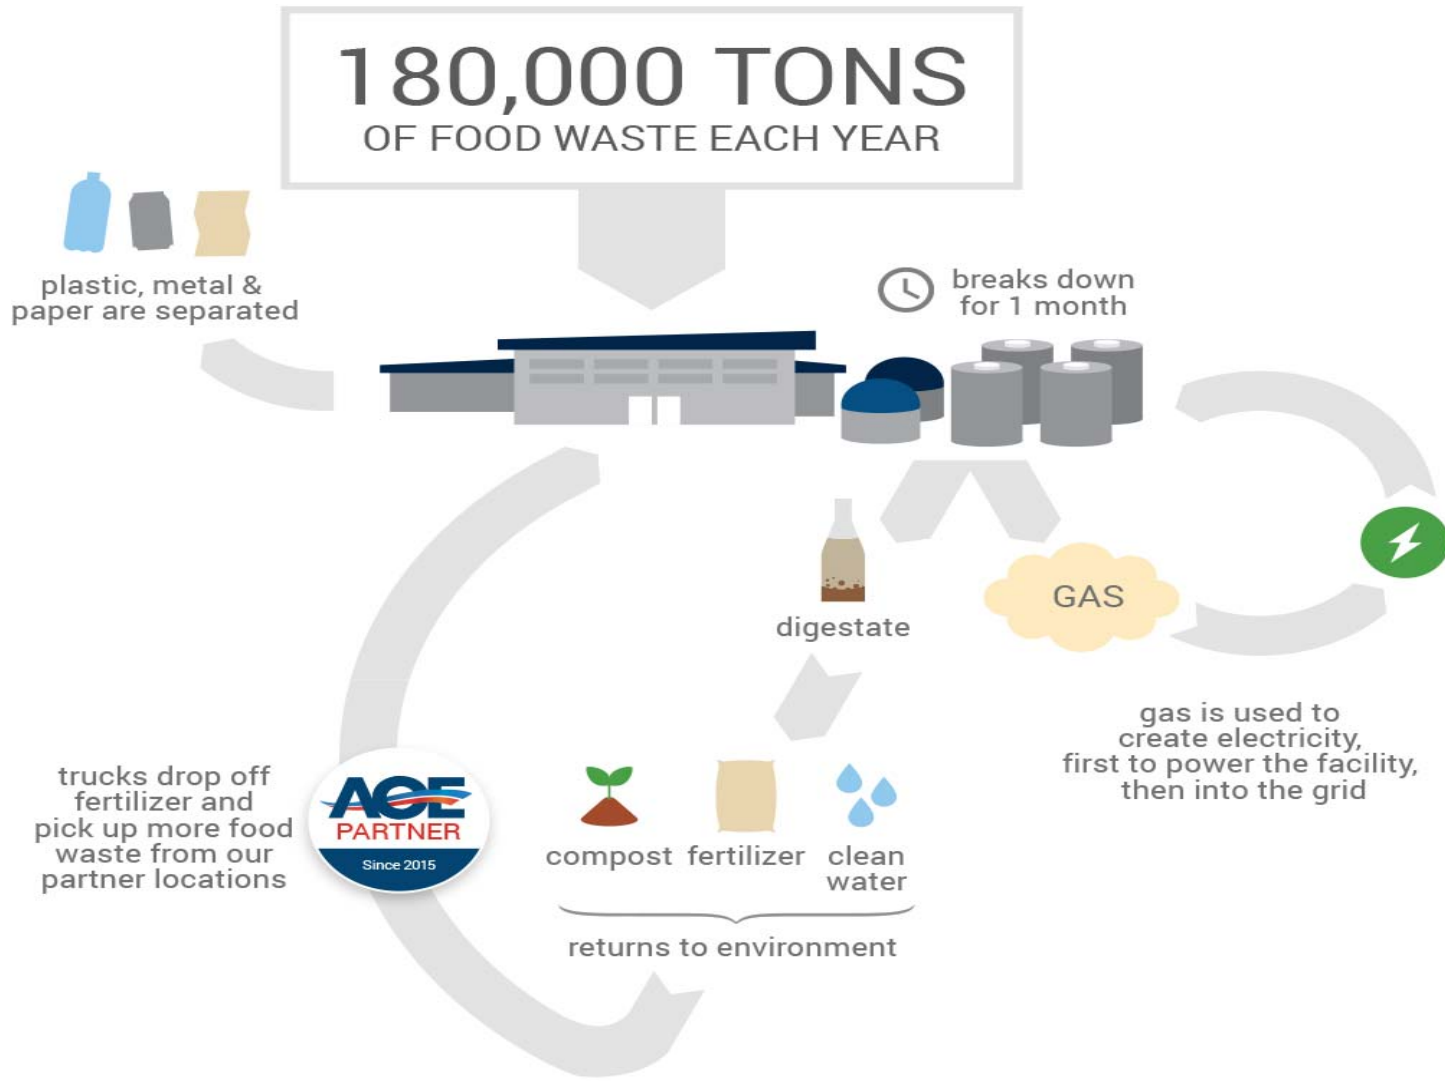 180,000 TONS
OF FOOD WASTE EACH YEAR
plastic, metal &
paper are separated
breaks down
for 1 month
digestate
GAS
gas is used to
create electricity,
first to power the facility,
then into the grid
trucks drop off
fertilizer and
pick up more food
waste from our
partner locations
AGE
PARTNER
Since 2015
compost
fertilizer
clean
water
returns to environment